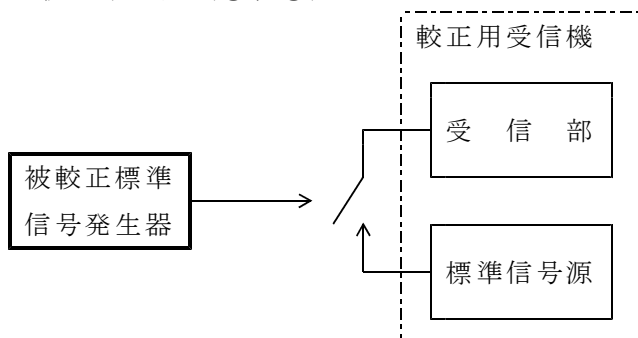 較正用受信機
受信部
被較正標準
信号発生器
標準信号源